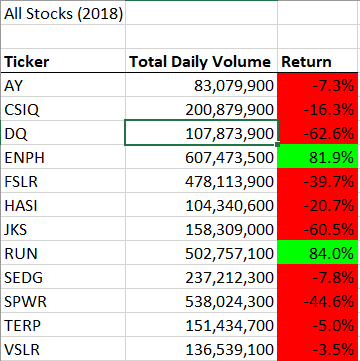 All Stocks (2018)
Ticker Total Daily Volume Return
AY 83,079,900 -7.3%
CSIQ 200,879,900 -16.3%
DQ 107,873,900 -62.6%
ENPH 607,473,500 81.9%
FSLR 478,113,900 -39.7%
HASI 104,340,600 -20.7%
JKS 158,309,000 -60.5%
RUN 502,757,100 84.0%
SEDG 237,212,300 -7.8%
SPWR 538,024,300 -44.6%
TERP 151,434,700 -5.0%
VSLR 136,539,100 -3.5%